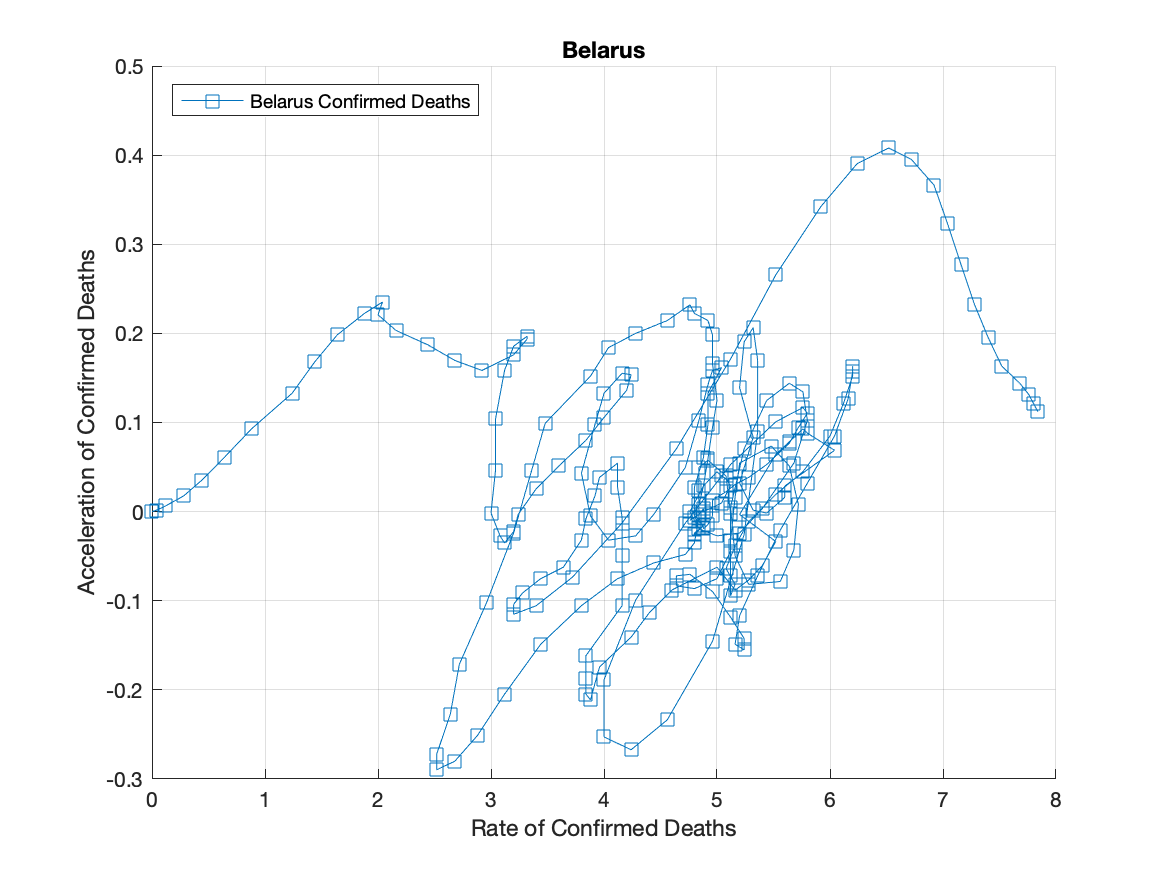 Belarus
Belarus Confirmed Deaths
Acceleration of Confirmed Deaths
0.5
0.4
0.3
0.2
0.1
0
-0.1
-0.2
-0.3
0 1 2 3 4 5 6 7 8
Rate of Confirmed Deaths